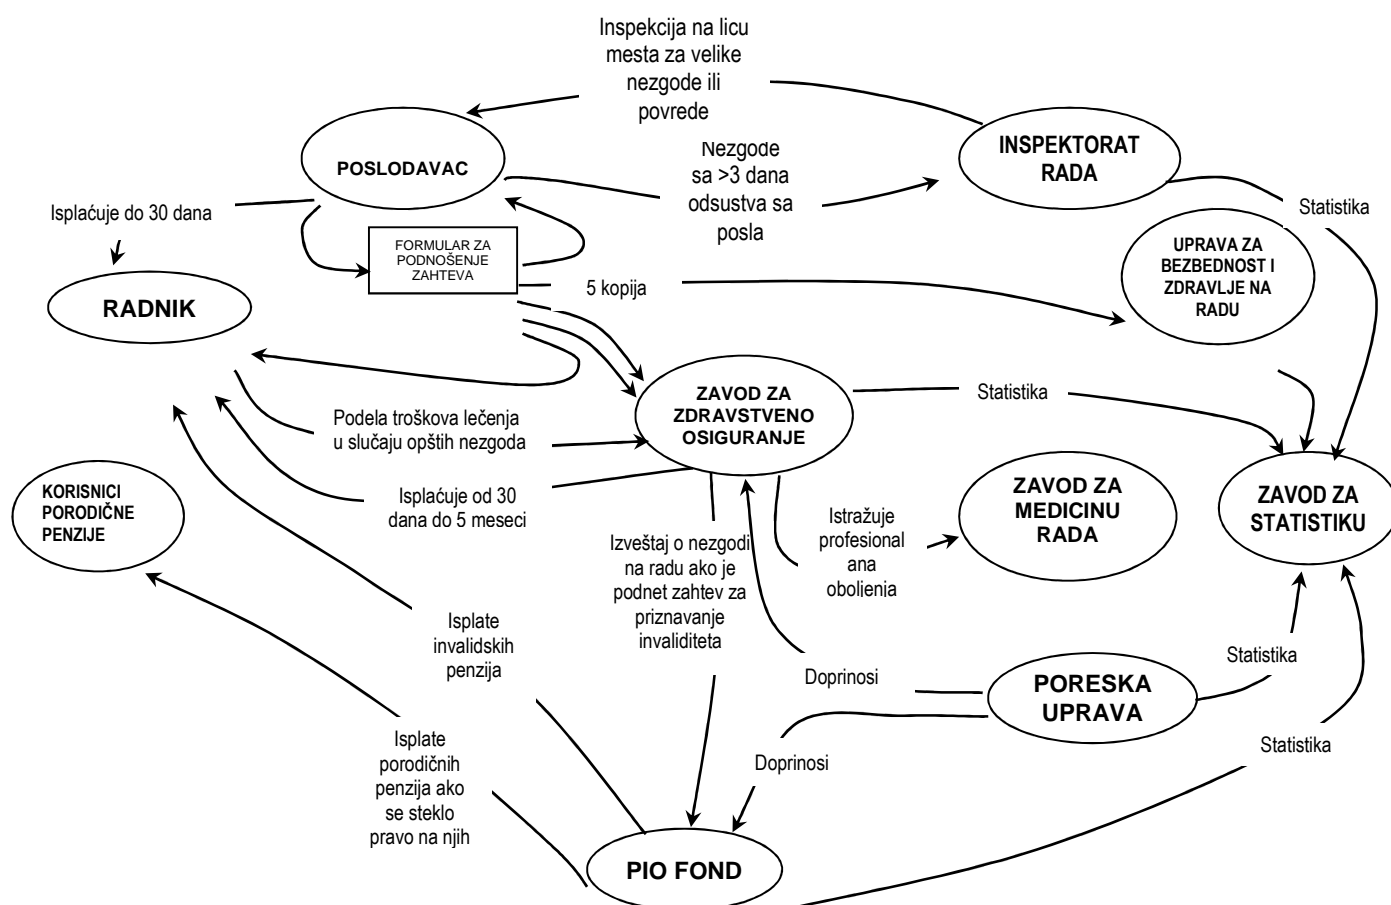 Inspekcija na licu
mesta za velike
nezgode ili
povrede
POSLODAVAC
INSPEKTORAT
RADA
Nezgode
sa >3 dana
odsustva sa
posla
Isplaćuje do 30 dana
Statistika
FORMULAR ZA
PODNOŠENJE
ZAHTEVA
UPRAVA ZA
BEZBEDNOST I
ZDRAVLJE NA
RADU
RADNIK
5 kopija
ZAVOD ZA
ZDRAVSTVENO
OSIGURANJE
Statistika
Podela troškova lečenja
u slučaju opštih nezgoda
KORISNICI
PORODIČNE
PENZIJE
Isplaćuje od 30
dana do 5 meseci
ZAVOD ZA
MEDICINU
RADA
ZAVOD ZA
STATISTIKU
Istražuje
profesional
ana
oboljenja
Izveštaj o nezgodi
na radu ako je
podnet zahtev za
priznavanje
invaliditeta
Isplate
invalidskih
penzija
Doprinosi
PORESKA
UPRAVA
Statistika
Isplate
porodičnih
penzija ako
se steklo
pravo na njih
Doprinosi
Statistika
PIO FOND